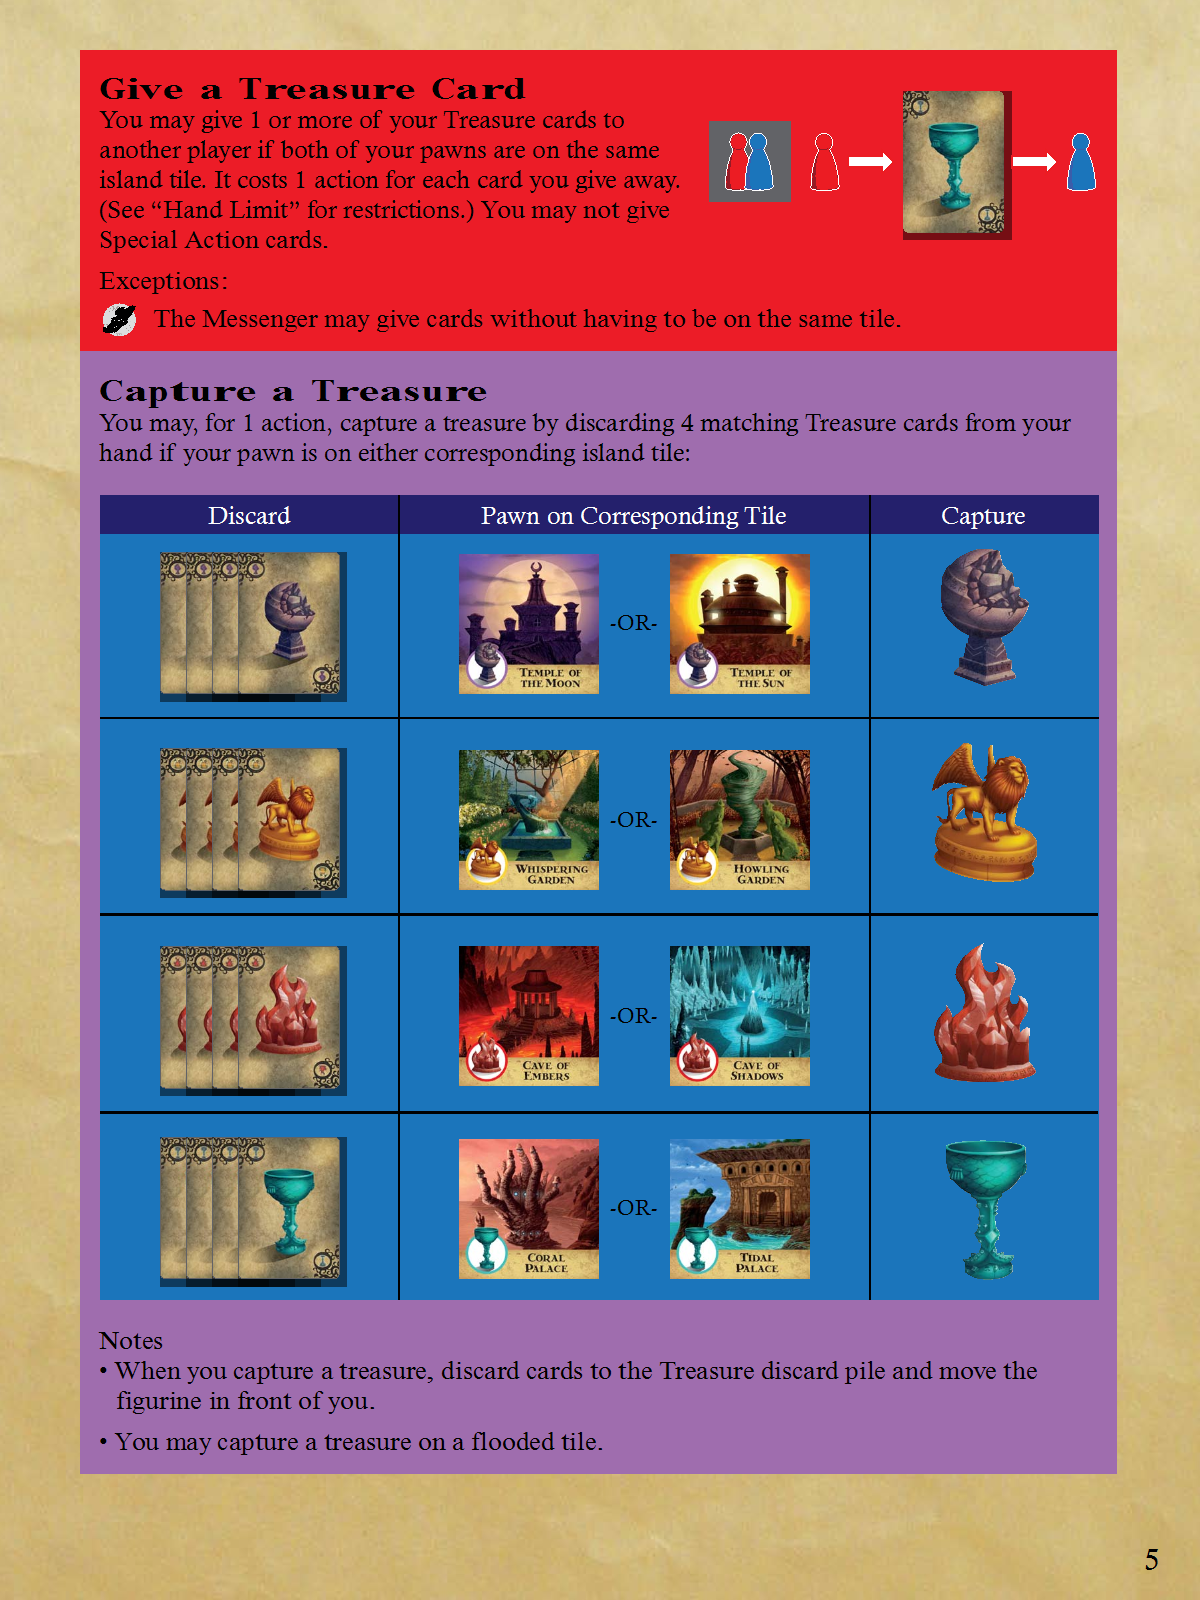 Give a Treasure Card
You may give 1 or more of your Treasure cards to
another player if both of your pawns are on the same
island tile. It costs 1 action for each card you give away.
(See “Hand Limit” for restrictions.) You may not give
Special Action cards.
Exceptions:
The Messenger may give cards without having to be on the same tile.
Capture a Treasure
You may, for 1 action, capture a treasure by discarding 4 matching Treasure cards from your
hand if your pawn is on either corresponding island tile:
Discard Pawn on Corresponding Tile Capture
-OR-
TEMPLE OF
THE MOON
TEMPLE OF
THE SUN
-OR-
WHISPERING
GARDEN
HOWLING
GARDEN
-OR-
CAVE OF
EMBERS
CAVE OF
SHADOWS
-OR-
CORAL
PALACE
TIDAL
PALACE
Notes
• When you capture a treasure, discard cards to the Treasure discard pile and move the
figurine in front of you.
• You may capture a treasure on a flooded tile.
5